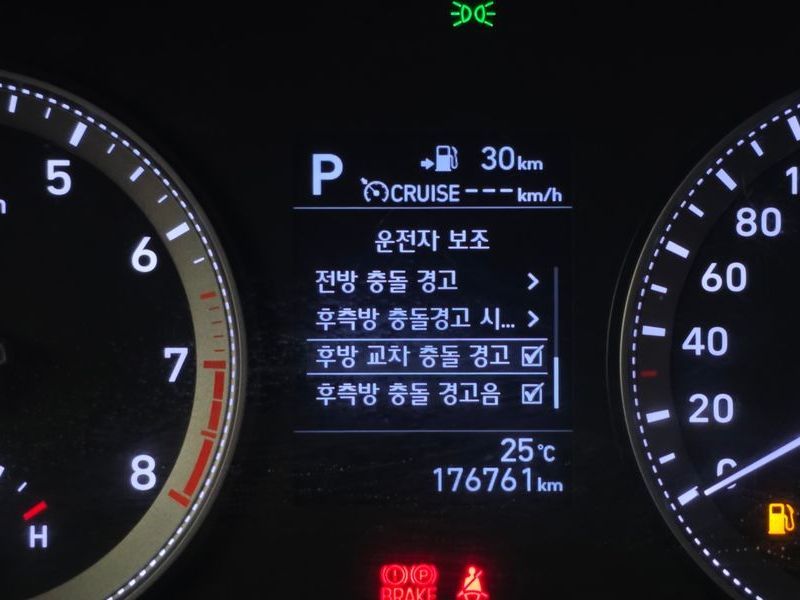 P 30km
CRUISE ---km/h
운전자 보조
전방 충돌 경고 >
후측방 충돌경고 시... >
후방 교차 충돌 경고
후측방 충돌 경고음
25℃
176761km
5
6
7
8
H
80
60
40
20
0
P
BRAKE